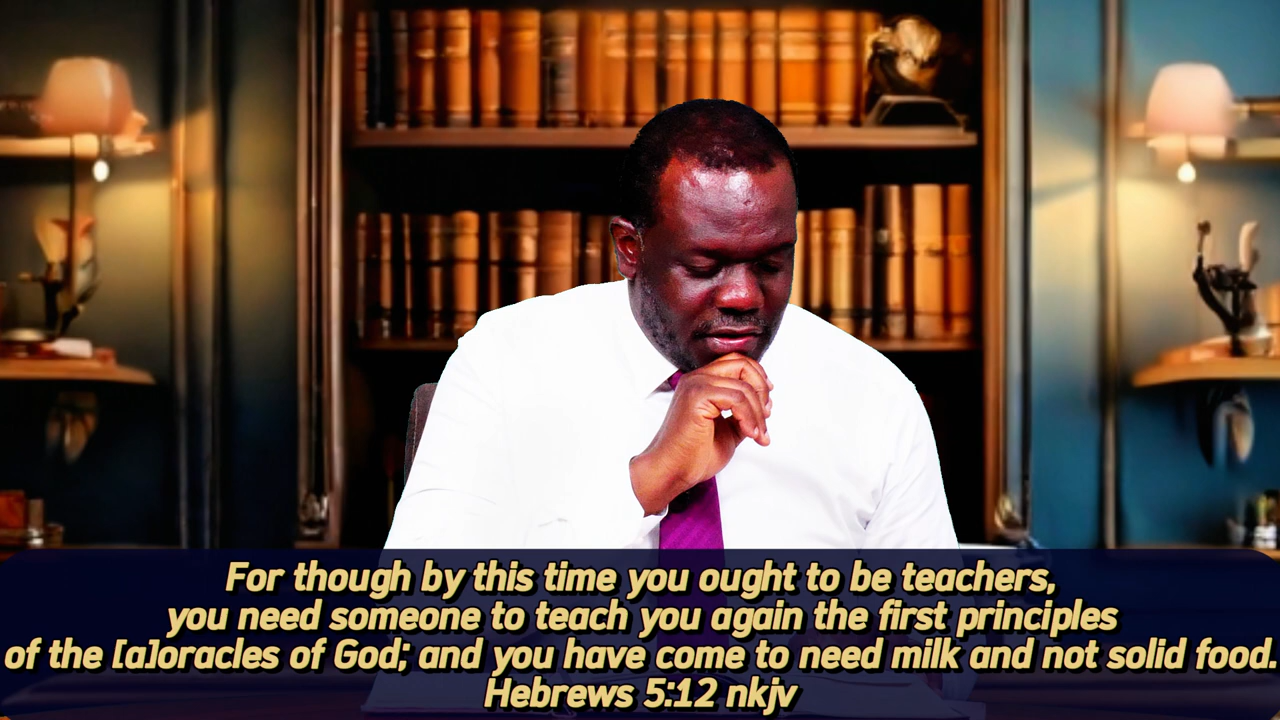 For though by this time you ought to be teachers,
you need someone to teach you again the first principles
of the [a]oracles of God; and you have come to need milk and not solid food.
Hebrews 5:12 nkjv